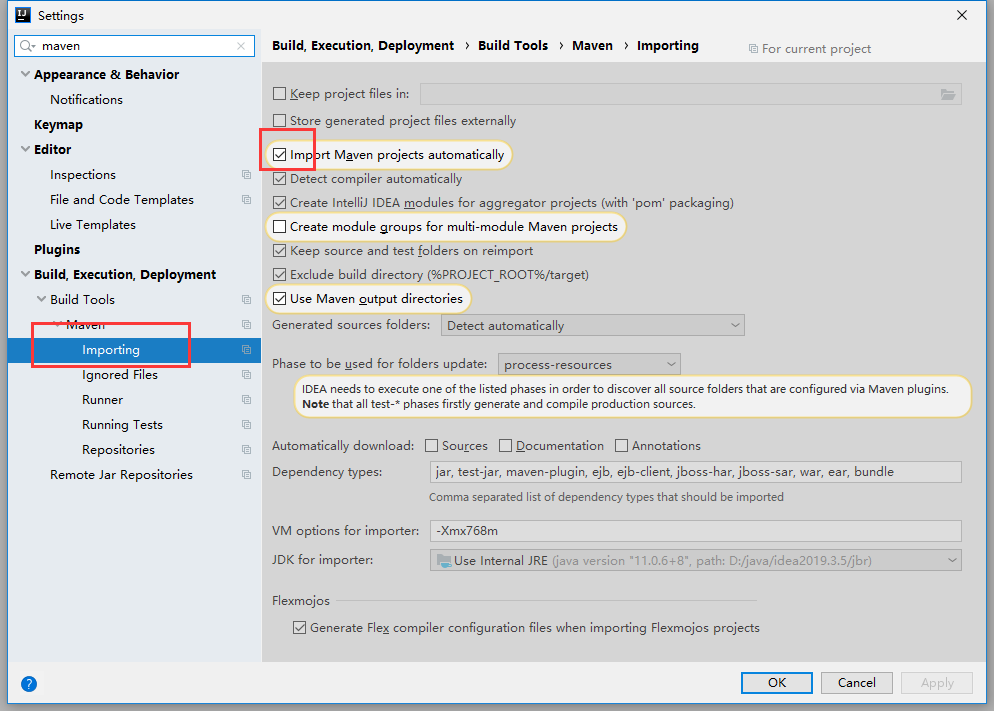 Settings
maven
Build, Execution, Deployment › Build Tools › Maven › Importing
For current project
Appearance & Behavior
Notifications
Keymap
Editor
Inspections
File and Code Templates
Live Templates
Plugins
Build, Execution, Deployment
Build Tools
Maven
Importing
Ignored Files
Runner
Running Tests
Repositories
Remote Jar Repositories
Keep project files in:
Store generated project files externally
Import Maven projects automatically
Detect compiler automatically
Create IntelliJ IDEA modules for aggregator projects (with 'pom' packaging)
Create module groups for multi-module Maven projects
Keep source and test folders on reimport
Exclude build directory (%PROJECT_ROOT%/target)
Use Maven output directories
Generated sources folders: Detect automatically
Phase to be used for folders update: process-resources
IDEA needs to execute one of the listed phases in order to discover all source folders that are configured via Maven plugins.
Note that all test-* phases firstly generate and compile production sources.
Automatically download: Sources Documentation Annotations
Dependency types: jar, test-jar, maven-plugin, ejb, ejb-client, jboss-har, jboss-sar, war, ear, bundle
Comma separated list of dependency types that should be imported
VM options for importer: -Xmx768m
JDK for importer: Use Internal JRE (java version "11.0.6+8", path: D:/java/idea2019.3.5/jbr)
Flexmojos
Generate Flex compiler configuration files when importing Flexmojos projects
?
OK Cancel Apply